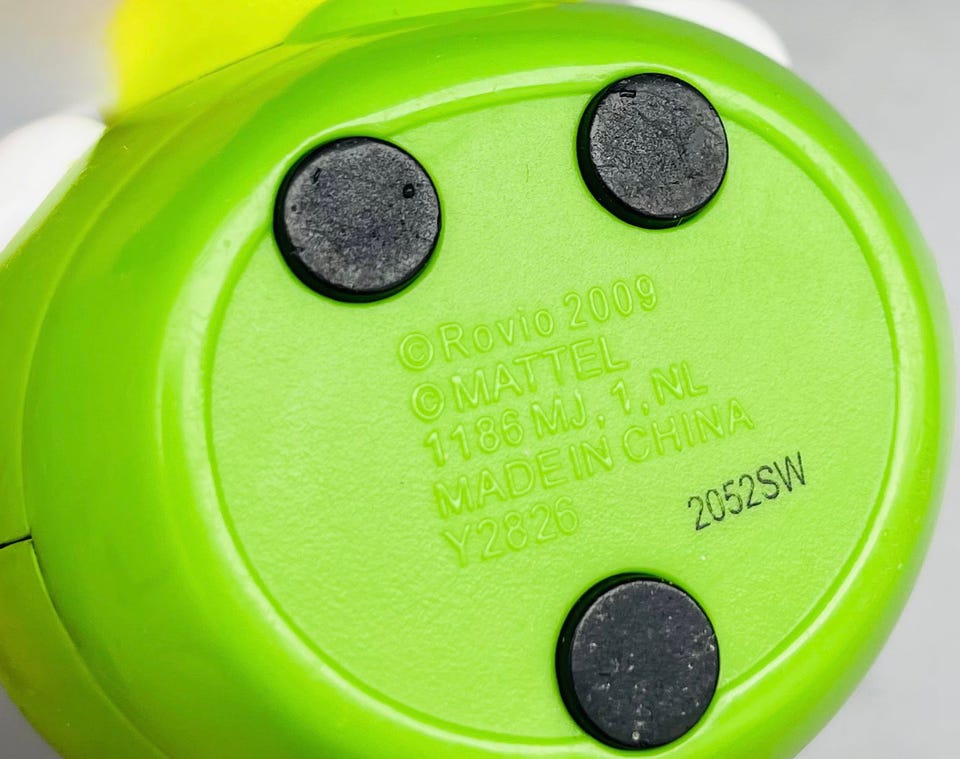 ©Rovio 2009
©MATTEL
1186 MJ, 1, NL
MADE IN CHINA
Y2826
2052SW